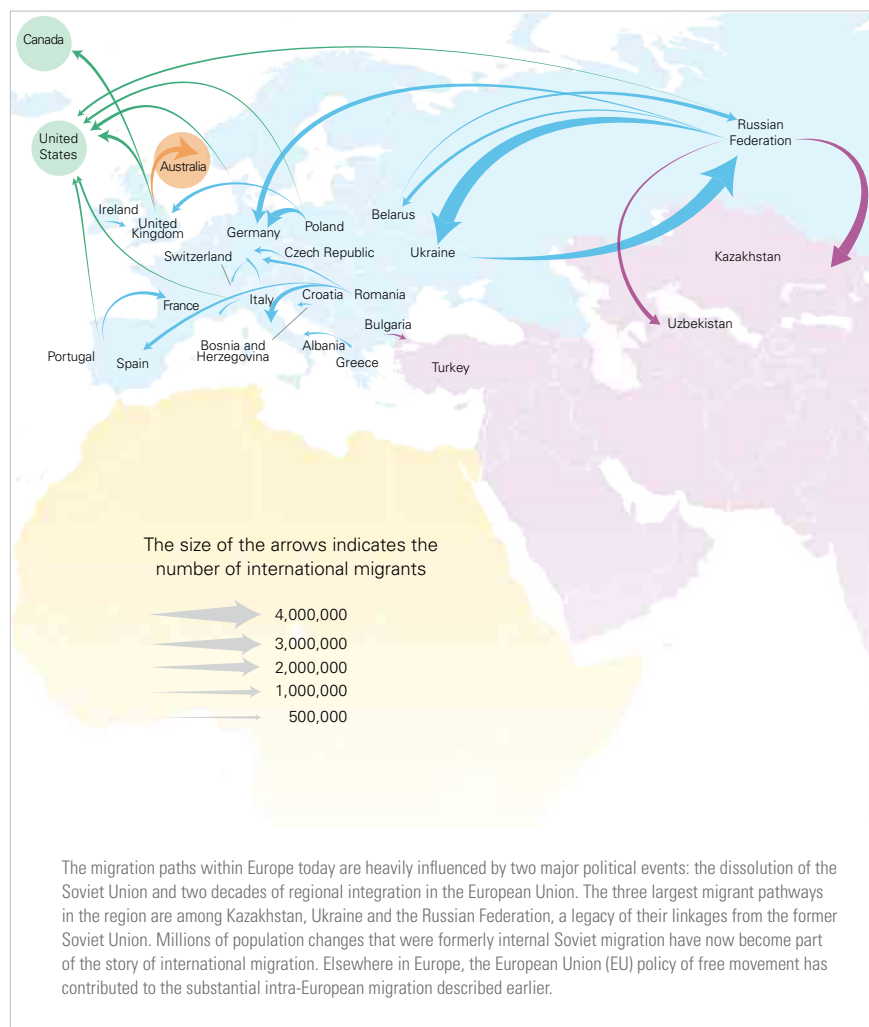 Canada
United
States
Australia
Russian
Federation
Ireland
United
Kingdom
Germany
Poland
Belarus
Ukraine
Switzerland
Czech Republic
Kazakhstan
France
Italy
Croatia
Romania
Uzbekistan
Bulgaria
Portugal
Spain
Bosnia and
Herzegovina
Albania
Greece
Turkey
The size of the arrows indicates the
number of international migrants
4,000,000
3,000,000
2,000,000
1,000,000
500,000
The migration paths within Europe today are heavily influenced by two major political events: the dissolution of the
Soviet Union and two decades of regional integration in the European Union. The three largest migrant pathways
in the region are among Kazakhstan, Ukraine and the Russian Federation, a legacy of their linkages from the former
Soviet Union. Millions of population changes that were formerly internal Soviet migration have now become part
of the story of international migration. Elsewhere in Europe, the European Union (EU) policy of free movement has
contributed to the substantial intra-European migration described earlier.